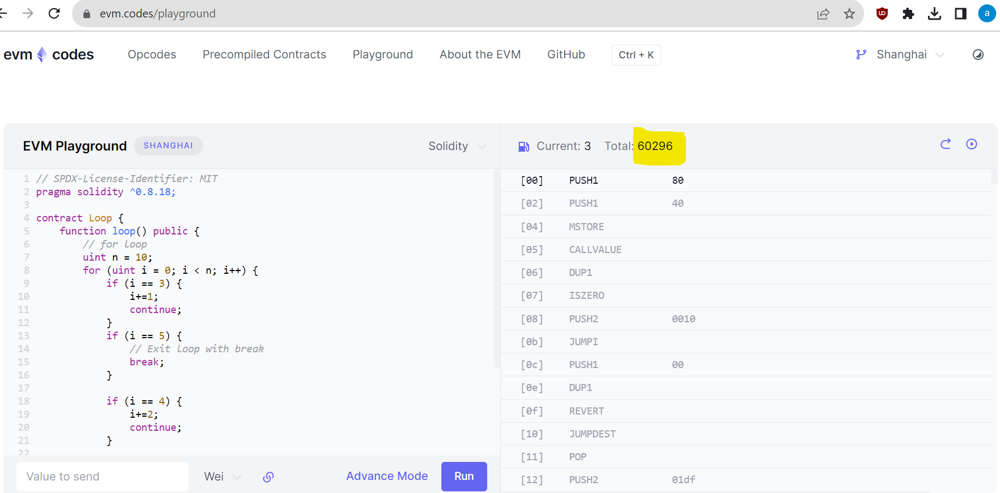 evm.codes/playground
a
evm codes Opcodes Precompiled Contracts Playground About the EVM GitHub Ctrl + K Shanghai
EVM Playground SHANGHAI Solidity
1 // SPDX-License-Identifier: MIT
2 pragma solidity ^0.8.18;
3
4 contract Loop {
5 function loop() public {
6 // for loop
7 uint n = 10;
8 for (uint i = 0; i < n; i++) {
9 if (i == 3) {
10 i+=1;
11 continue;
12 }
13 if (i == 5) {
14 // Exit loop with break
15 break;
16 }
17
18 if (i == 4) {
19 i+=2;
20 continue;
21 }
22
Value to send Wei Advance Mode Run
Current: 3 Total: 60296
[00] PUSH1 80
[02] PUSH1 40
[04] MSTORE
[05] CALLVALUE
[06] DUP1
[07] ISZERO
[08] PUSH2 0010
[0b] JUMPI
[0c] PUSH1 00
[0e] DUP1
[0f] REVERT
[10] JUMPDEST
[11] POP
[12] PUSH2 01df